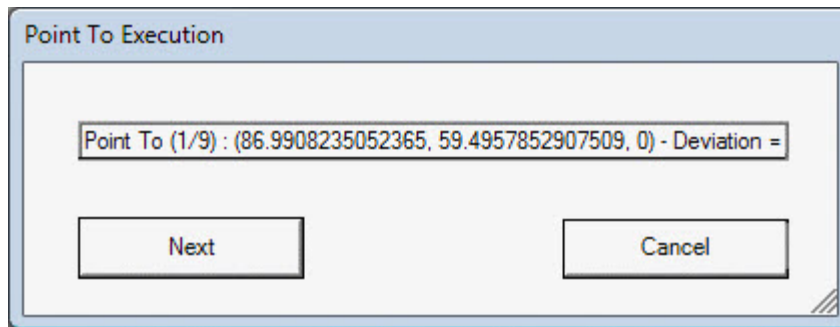 Point To Execution
Point To (1/9) : (86.9908235052365, 59.4957852907509, 0) - Deviation =
Next
Cancel